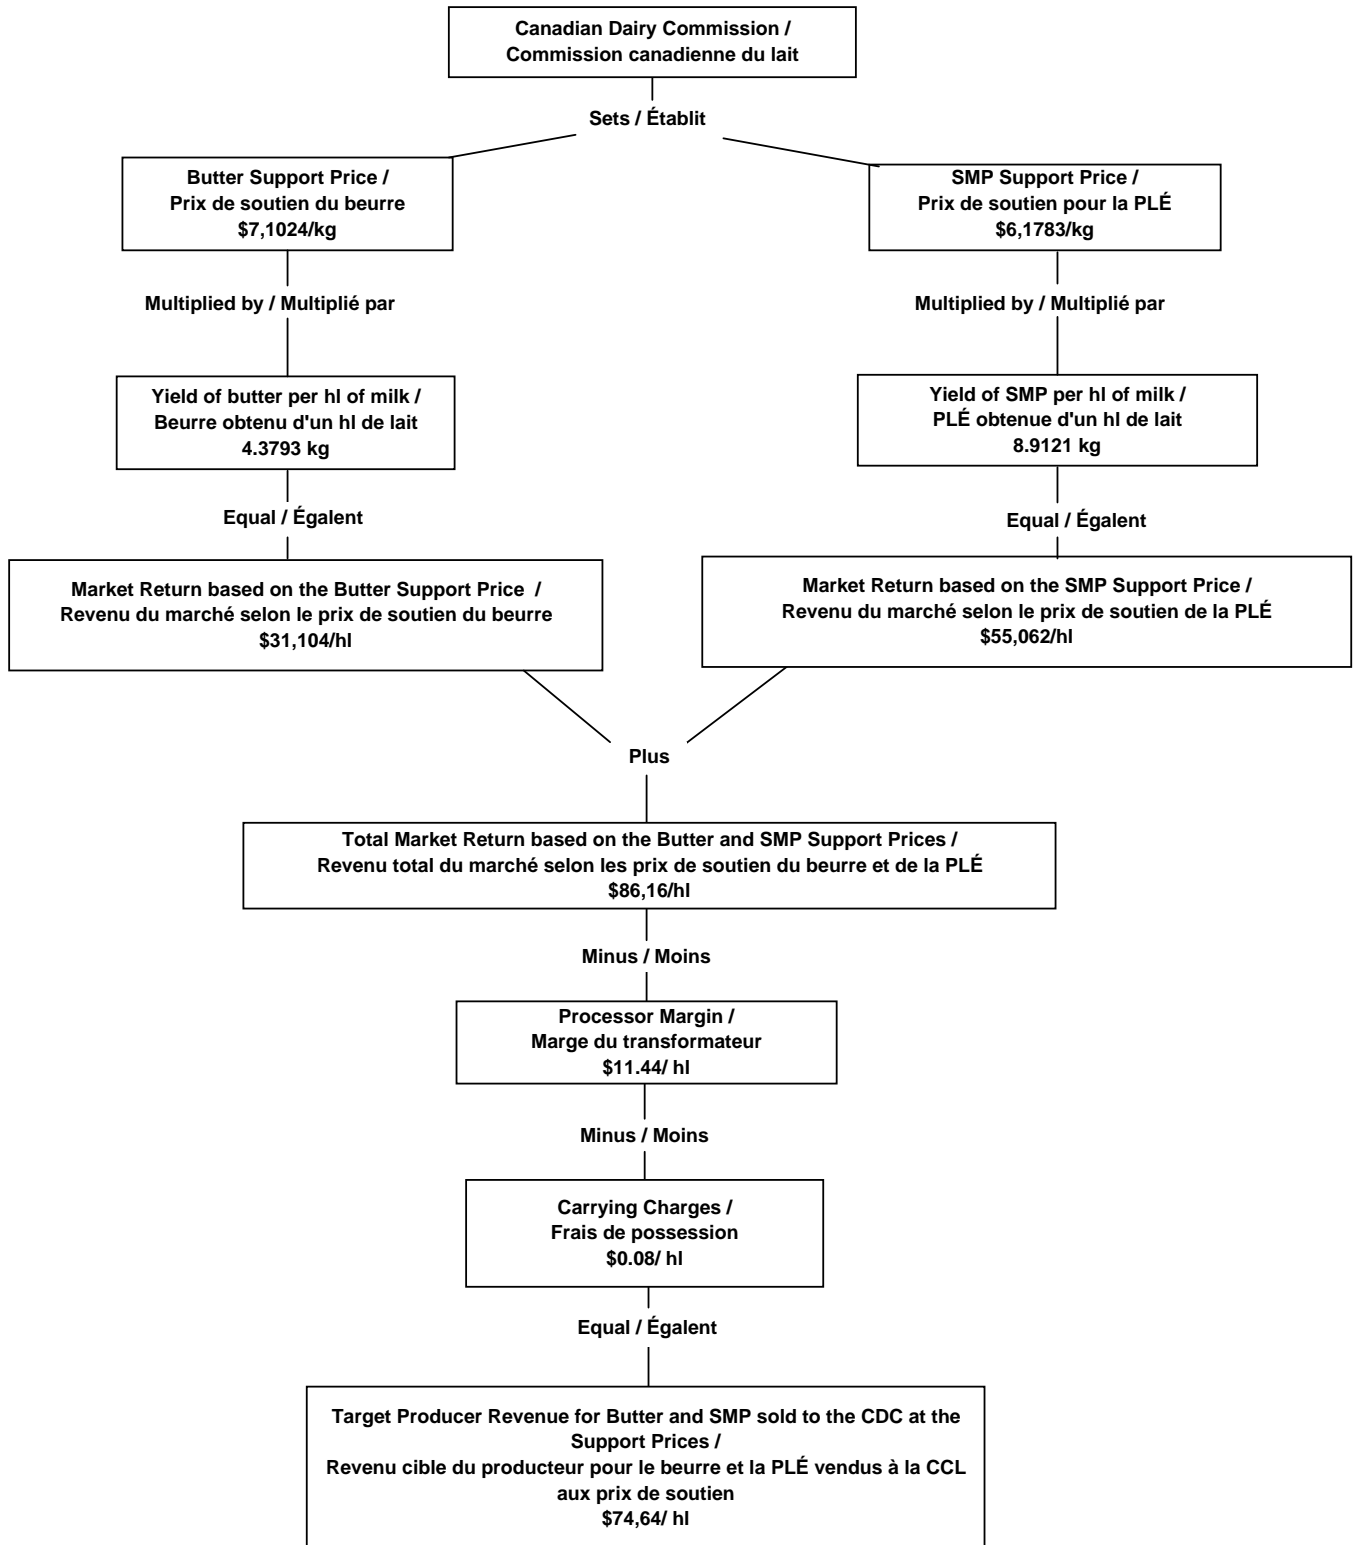 Canadian Dairy Commission /
Commission canadienne du lait
Sets / Établit
Butter Support Price /
Prix de soutien du beurre
$7,1024/kg
SMP Support Price /
Prix de soutien pour la PLÉ
$6,1783/kg
Multiplied by / Multiplié par
Multiplied by / Multiplié par
Yield of butter per hl of milk /
Beurre obtenu d'un hl de lait
4.3793 kg
Yield of SMP per hl of milk /
PLÉ obtenue d'un hl de lait
8.9121 kg
Equal / Égalent
Equal / Égalent
Market Return based on the Butter Support Price /
Revenu du marché selon le prix de soutien du beurre
$31,104/hl
Market Return based on the SMP Support Price /
Revenu du marché selon le prix de soutien de la PLÉ
$55,062/hl
Plus
Total Market Return based on the Butter and SMP Support Prices /
Revenu total du marché selon les prix de soutien du beurre et de la PLÉ
$86,16/hl
Minus / Moins
Processor Margin /
Marge du transformateur
$11.44/ hl
Minus / Moins
Carrying Charges /
Frais de possession
$0.08/ hl
Equal / Égalent
Target Producer Revenue for Butter and SMP sold to the CDC at the
Support Prices /
Revenu cible du producteur pour le beurre et la PLÉ vendus à la CCL
aux prix de soutien
$74,64/ hl